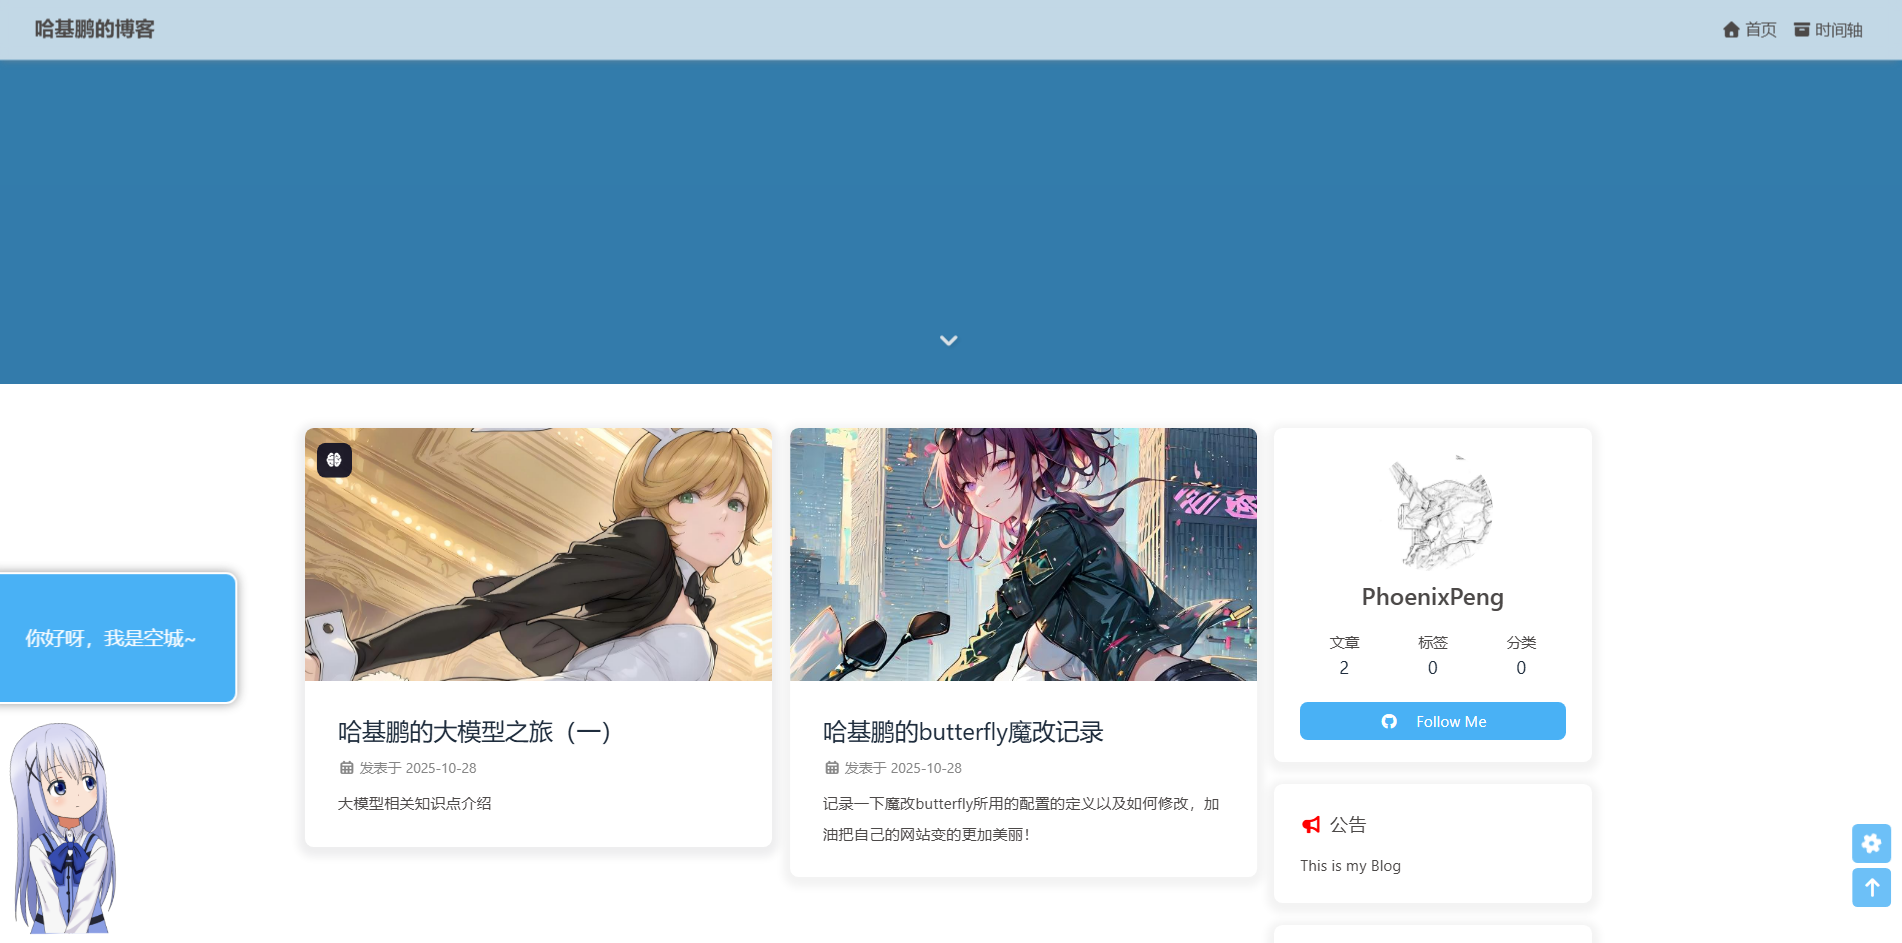 哈基鹏的博客
首页
时间轴
你好呀，我是空城~
哈基鹏的大模型之旅（一）
发表于 2025-10-28
大模型相关知识点介绍
哈基鹏的butterfly魔改记录
发表于 2025-10-28
记录一下魔改butterfly所用的配置的定义以及如何修改，加
油把自己的网站变的更加美丽！
PhoenixPeng
文章 标签 分类
2 0 0
Follow Me
公告
This is my Blog